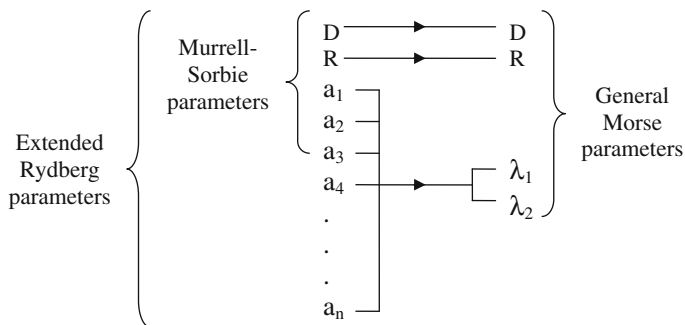 Extended
Rydberg
parameters
Murrell-
Sorbie
parameters
D
R
a1
a2
a3
a4
.
.
.
an
D
R
λ1
λ2
General
Morse
parameters